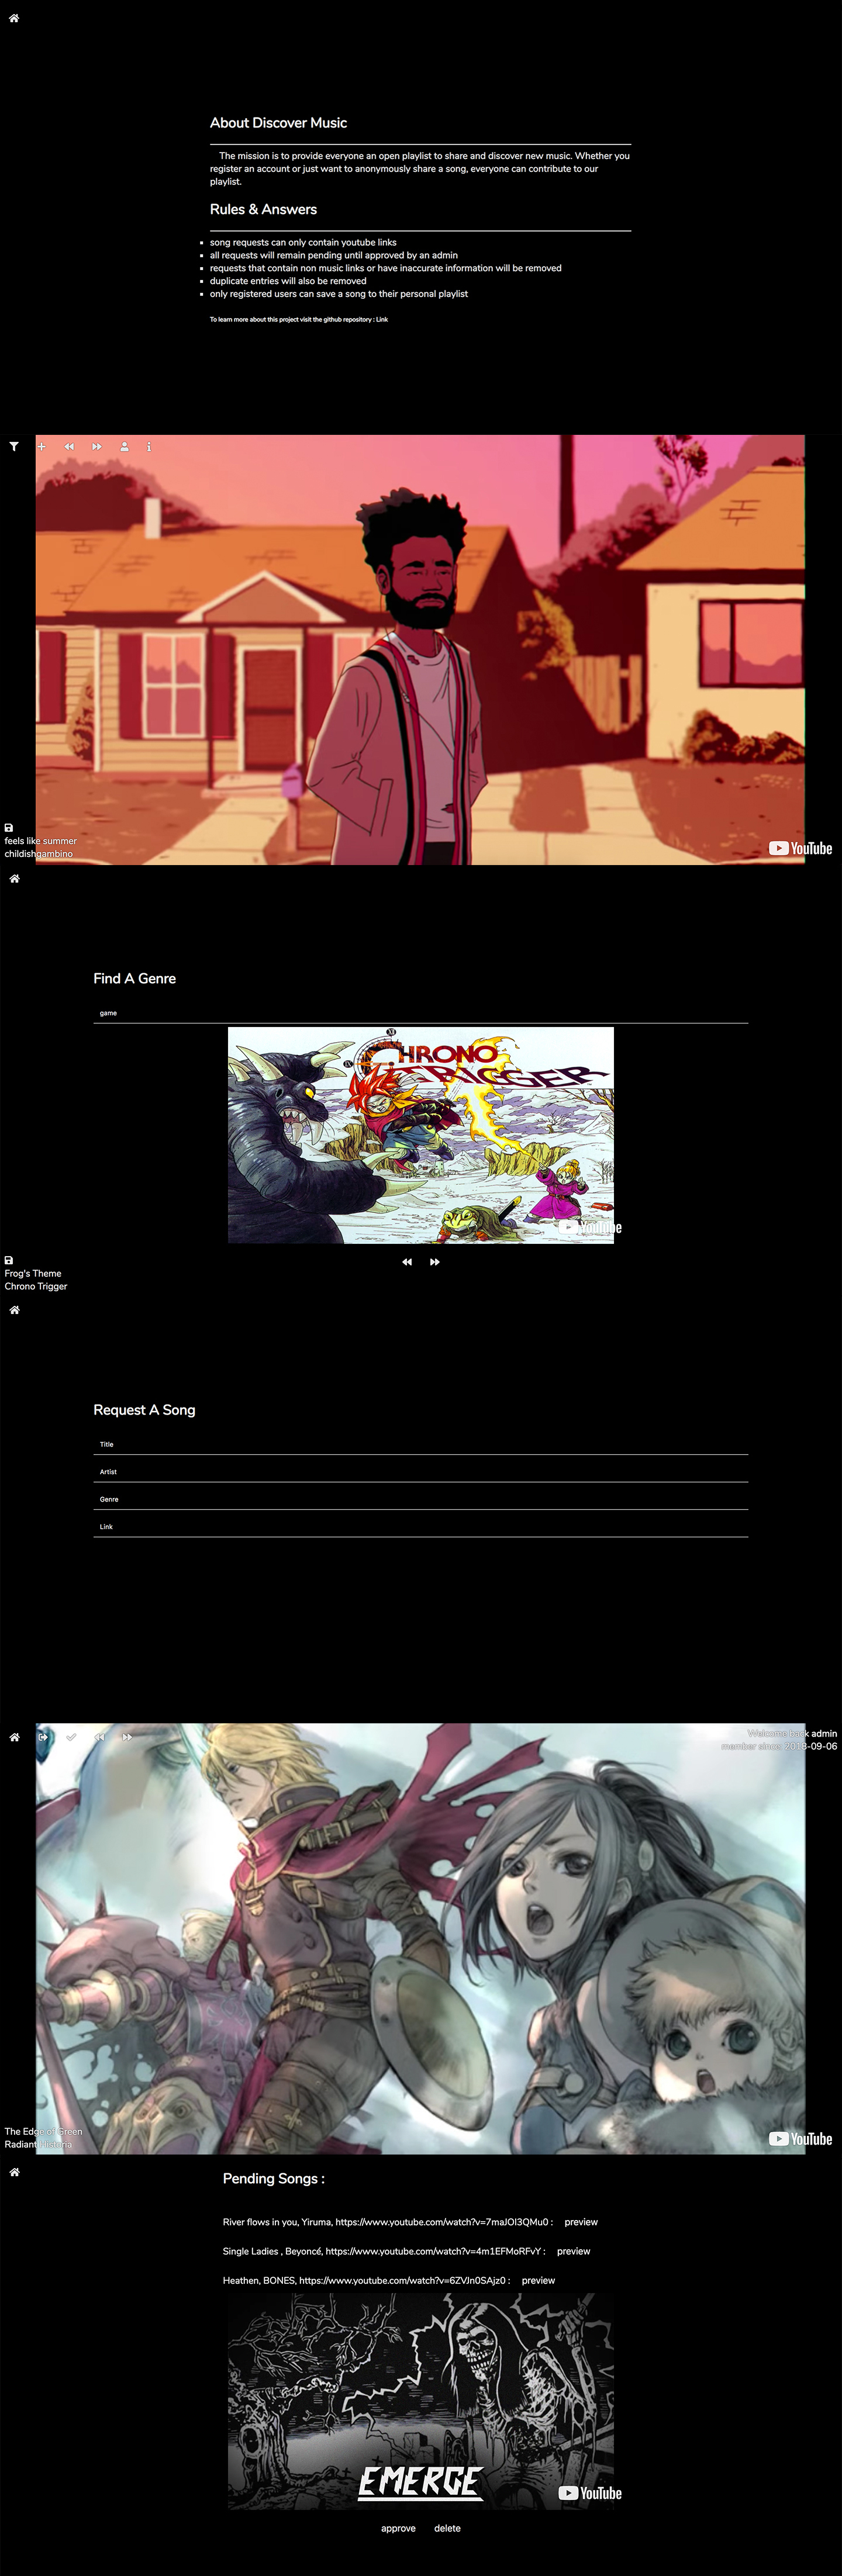 About Discover Music
The mission is to provide everyone an open playlist to share and discover new music. Whether you
register an account or just want to anonymously share a song, everyone can contribute to our
playlist.
Rules & Answers
song requests can only contain youtube links
all requests will remain pending until approved by an admin
requests that contain non music links or have inaccurate information will be removed
duplicate entries will also be removed
only registered users can save a song to their personal playlist
To learn more about this project visit the github repository : Link
feels like summer
childishgambino
YouTube
Find A Genre
game
CHRONO
TRIGGER
YouTube
Frog's Theme
Chrono Trigger
Request A Song
Title
Artist
Genre
Link
Welcome back admin
member since: 2018-09-06
The Edge of Green
Radiant Historia
YouTube
Pending Songs :
River flows in you, Yiruma, https://www.youtube.com/watch?v=7maJOI3QMu0 : preview
Single Ladies , Beyoncé, https://www.youtube.com/watch?v=4m1EFMoRFvY : preview
Heathen, BONES, https://www.youtube.com/watch?v=6ZVJn0SAjz0 : preview
EMERGE
YouTube
approve delete